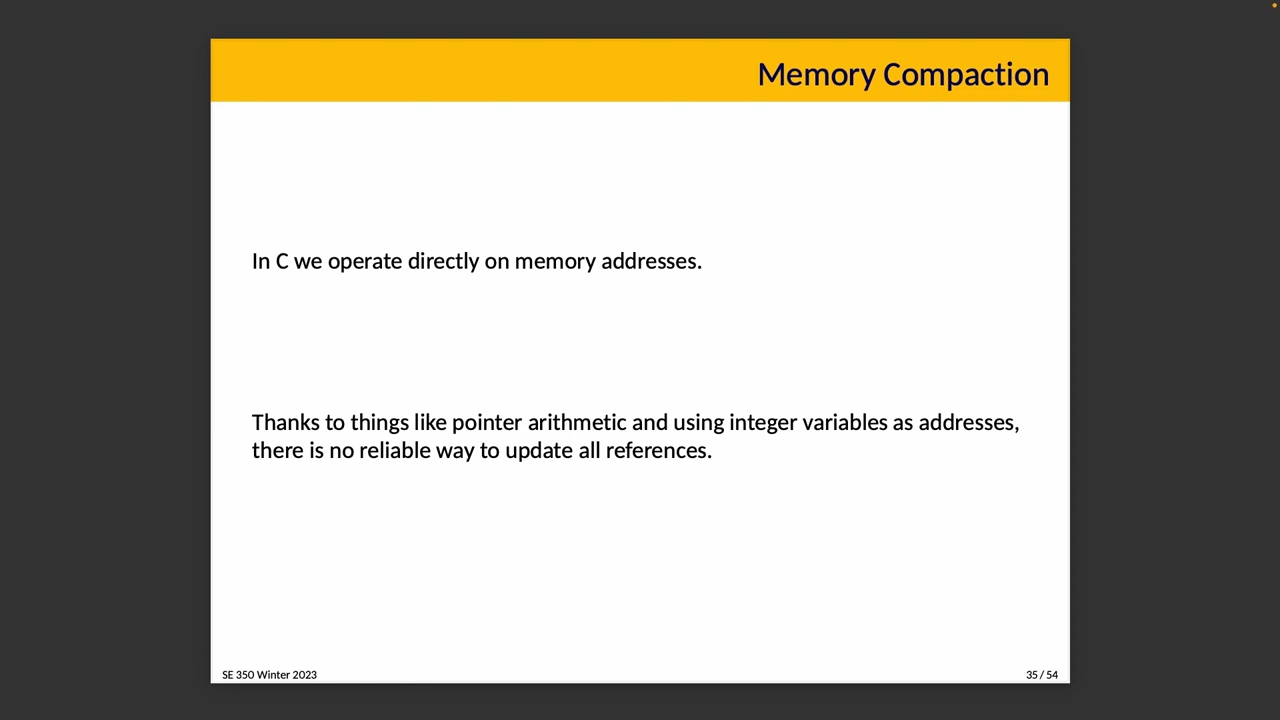 Memory Compaction
In C we operate directly on memory addresses.
Thanks to things like pointer arithmetic and using integer variables as addresses,
there is no reliable way to update all references.
SE 350 Winter 2023
35 / 54